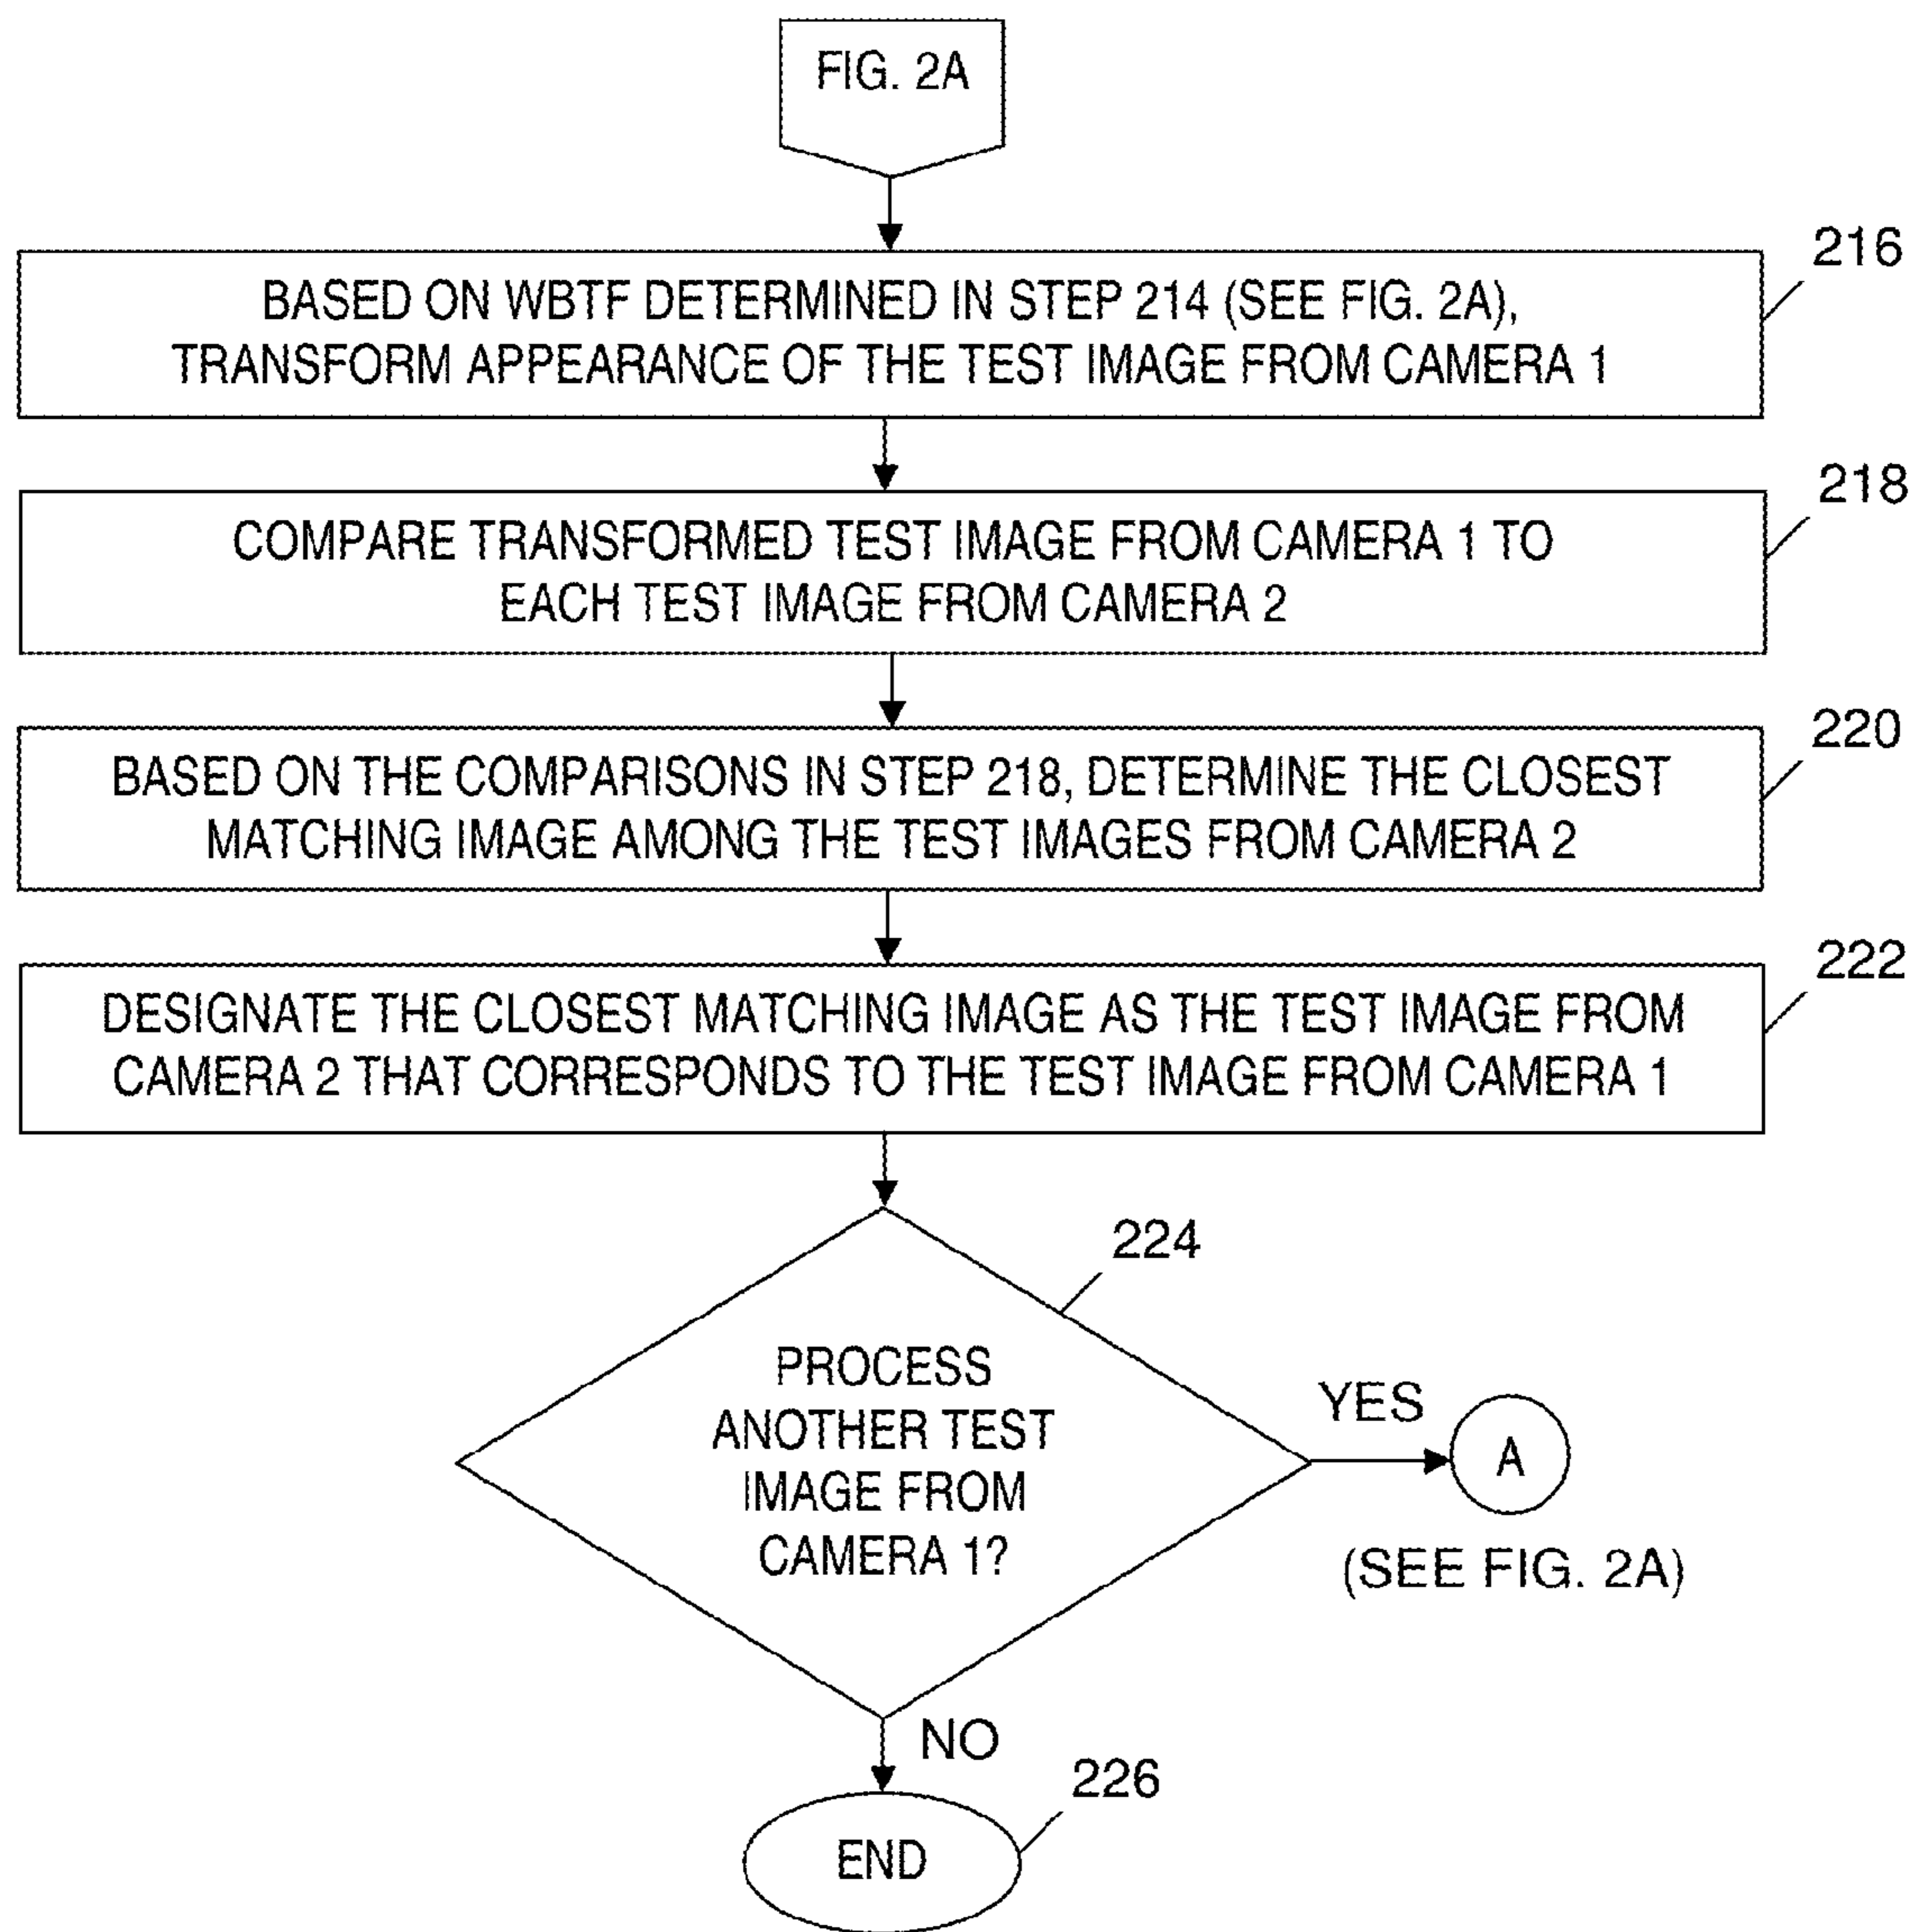 FIG. 2A
216
BASED ON WBTF DETERMINED IN STEP 214 (SEE FIG. 2A),
TRANSFORM APPEARANCE OF THE TEST IMAGE FROM CAMERA 1
218
COMPARE TRANSFORMED TEST IMAGE FROM CAMERA 1 TO
EACH TEST IMAGE FROM CAMERA 2
220
BASED ON THE COMPARISONS IN STEP 218, DETERMINE THE CLOSEST
MATCHING IMAGE AMONG THE TEST IMAGES FROM CAMERA 2
222
DESIGNATE THE CLOSEST MATCHING IMAGE AS THE TEST IMAGE FROM
CAMERA 2 THAT CORRESPONDS TO THE TEST IMAGE FROM CAMERA 1
224
PROCESS
ANOTHER TEST
IMAGE FROM
CAMERA 1?
YES
A
(SEE FIG. 2A)
NO
226
END